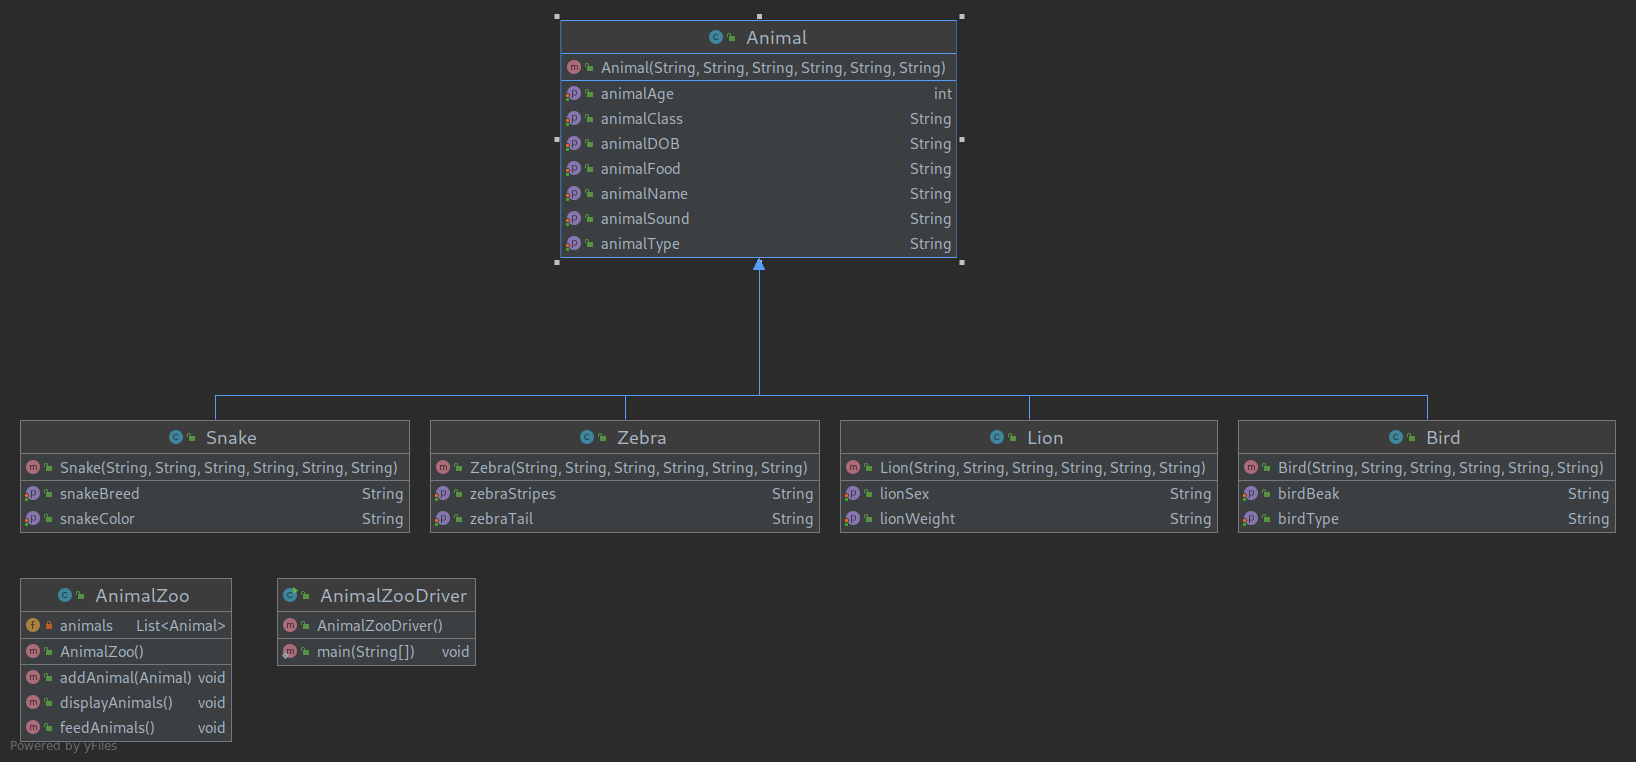 Animal
Animal(String, String, String, String, String, String)
animalAge int
animalClass String
animalDOB String
animalFood String
animalName String
animalSound String
animalType String
Snake
Snake(String, String, String, String, String, String)
snakeBreed String
snakeColor String
Zebra
Zebra(String, String, String, String, String, String)
zebraStripes String
zebraTail String
Lion
Lion(String, String, String, String, String, String)
lionSex String
lionWeight String
Bird
Bird(String, String, String, String, String, String)
birdBeak String
birdType String
AnimalZoo
animals List<Animal>
AnimalZoo()
addAnimal(Animal) void
displayAnimals() void
feedAnimals() void
AnimalZooDriver
AnimalZooDriver()
main(String[]) void
Powered by yFiles